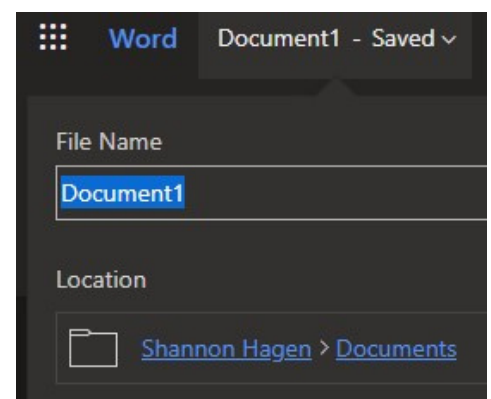 Word Document1 - Saved
File Name
Document1
Location
Shannon Hagen > Documents